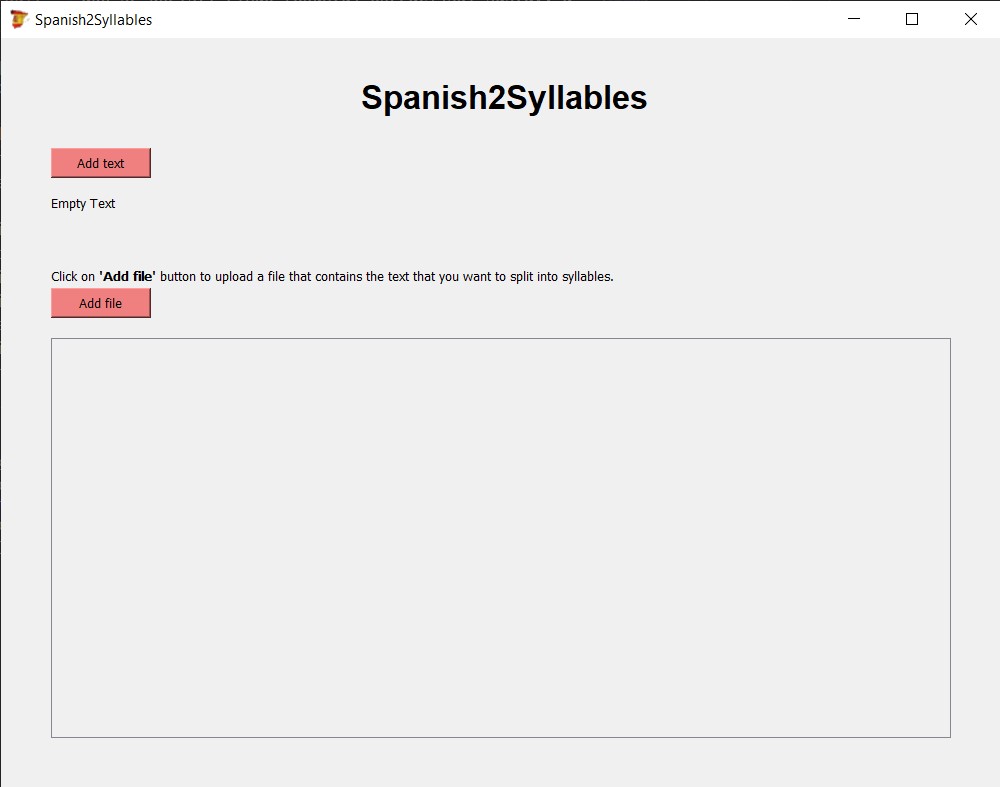 Spanish2Syllables
Spanish2Syllables
Add text
Empty Text
Click on 'Add file' button to upload a file that contains the text that you want to split into syllables.
Add file